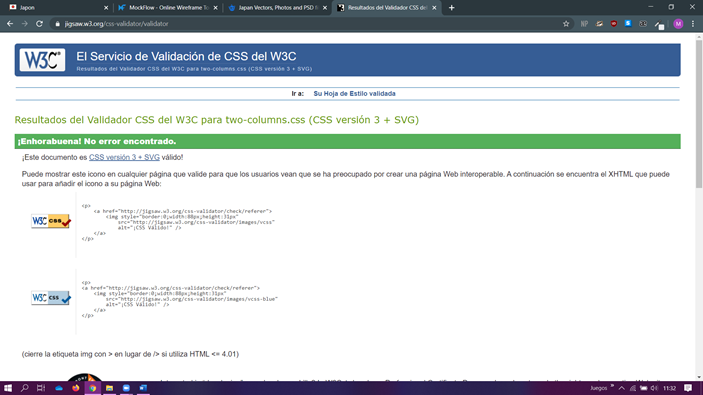 Japon
MockFlow - Online Wireframe To
Japan Vectors, Photos and PSD f
Resultados del Validador CSS del
jigsaw.w3.org/css-validator/validator
W3C El Servicio de Validación de CSS del W3C
Resultados del Validador CSS del W3C para two-columns.css (CSS versión 3 + SVG)
Ir a: Su Hoja de Estilo validada
Resultados del Validador CSS del W3C para two-columns.css (CSS versión 3 + SVG)
¡Enhorabuena! No error encontrado.
¡Este documento es CSS versión 3 + SVG válido!
Puede mostrar este icono en cualquier página que valide para que los usuarios vean que se ha preocupado por crear una página Web interoperable. A continuación se encuentra el XHTML que puede
usar para añadir el icono a su página Web:
W3C CSS
<p>
<a href="http://jigsaw.w3.org/css-validator/check/referer">
<img style="border:0;width:88px;height:31px"
src="http://jigsaw.w3.org/css-validator/images/vcss"
alt="¡CSS Válido!" />
</a>
</p>
W3C CSS
<p>
<a href="http://jigsaw.w3.org/css-validator/check/referer">
<img style="border:0;width:88px;height:31px"
src="http://jigsaw.w3.org/css-validator/images/vcss-blue"
alt="¡CSS Válido!" />
</a>
</p>
(cierre la etiqueta img con > en lugar de /> si utiliza HTML <= 4.01)
Juegos
11:32